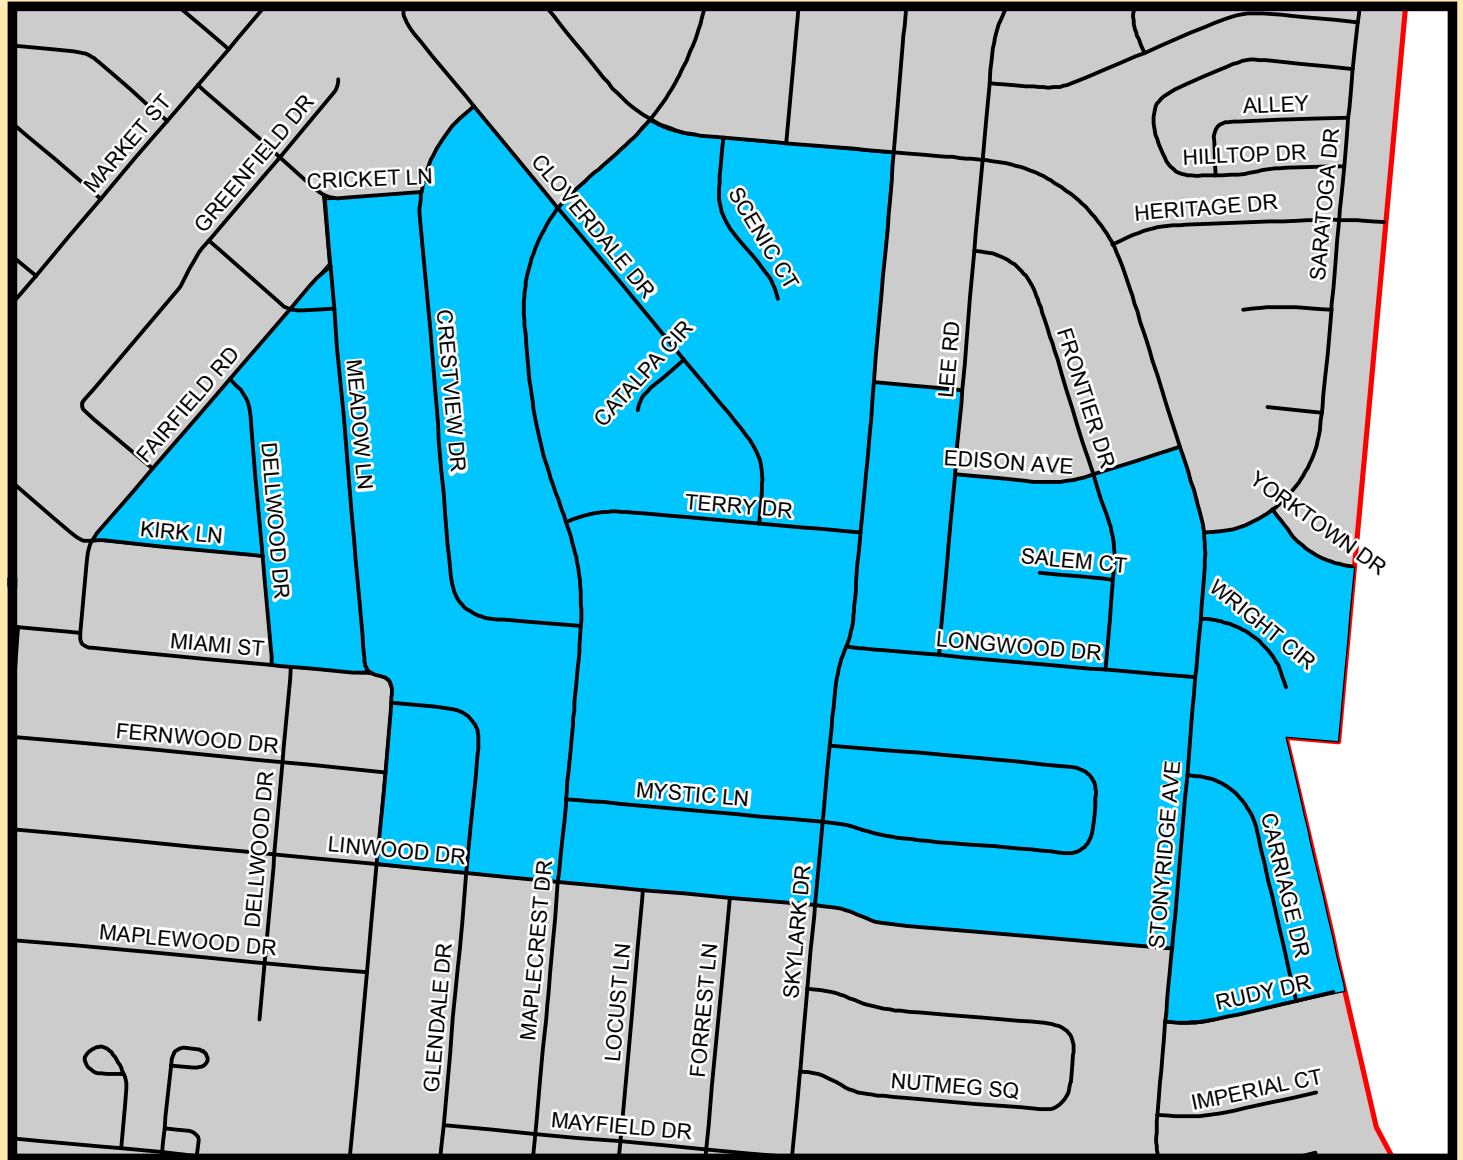 MARKET ST
GREENFIELD DR
CRICKET LN
CLOVERDALE DR
SCENIC CT
ALLEY
HILLTOP DR
SARATOGA DR
HERITAGE DR
CRESTVIEW DR
CATALPA CIR
LEE RD
FRONTIER DR
FAIRFIELD RD
MEADOW LN
DELLWOOD DR
EDISON AVE
YORKTOWN DR
TERRY DR
KIRK LN
SALEM CT
WRIGHT CIR
MIAMI ST
LONGWOOD DR
FERNWOOD DR
DELLWOOD DR
MYSTIC LN
STONYRIDGE AVE
CARRIAGE DR
LINWOOD DR
MAPLECREST DR
SKYLARK DR
MAPLEWOOD DR
GLENDALE DR
LOCUST LN
FORREST LN
RUDY DR
NUTMEG SQ
IMPERIAL CT
MAYFIELD DR